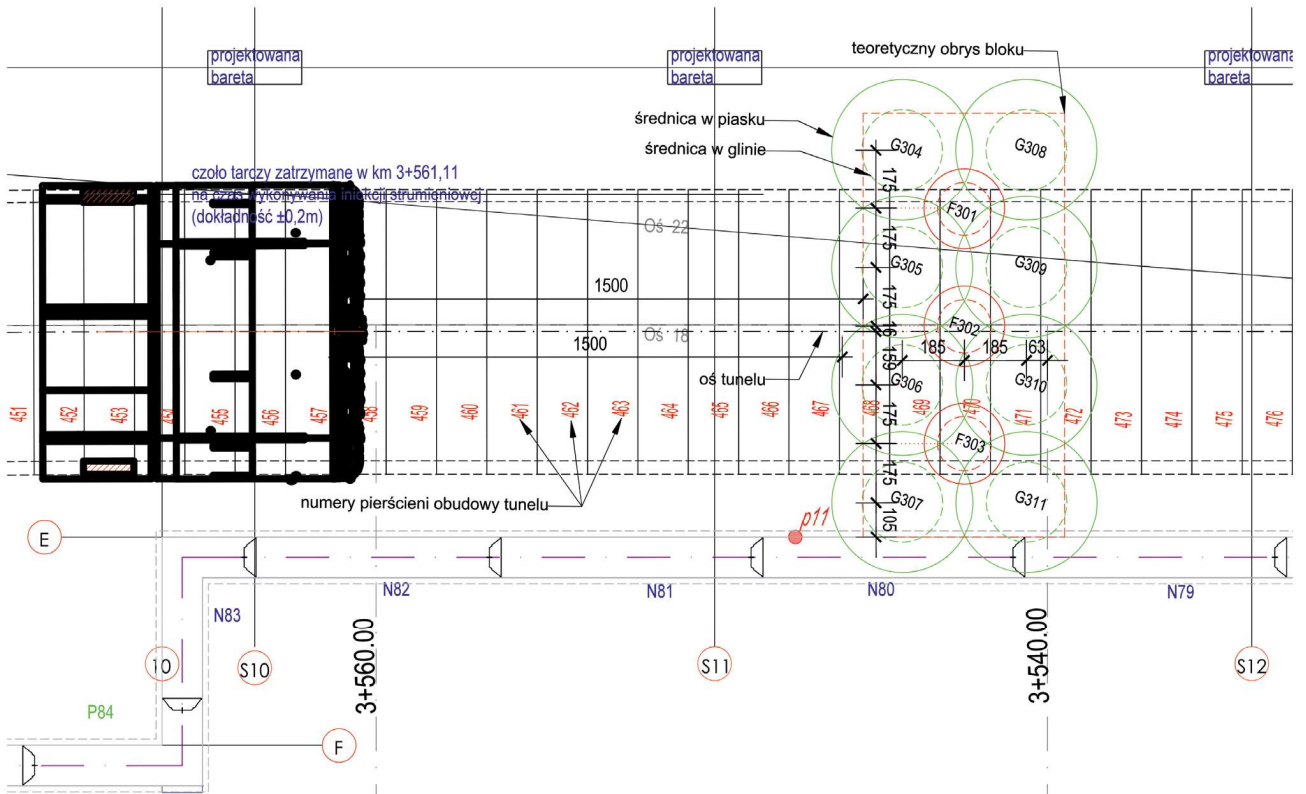 projektowana
bareta
projektowana
bareta
projektowana
bareta
teoretyczny obrys bloku
średnica w piasku
średnica w glinie
G304
G308
czoło tarczy zatrzymane w km 3+561,11
na czas wykonywania iniekcji strumieniowej
(dokładność ±0,2m)
175
F301
Oś 22
175
G305
G309
1500
175
16
F302
Oś 18
1500
185
185
63
159
oś tunelu
G306
G310
451
452
453
454
455
456
457
458
459
460
461
462
463
464
465
466
467
468
469
470
471
472
473
474
475
476
175
F303
175
G307
G311
numery pierścieni obudowy tunelu
105
p11
E
N82
N81
N80
N79
N83
3+560.00
3+540.00
10
S10
S11
S12
P84
F